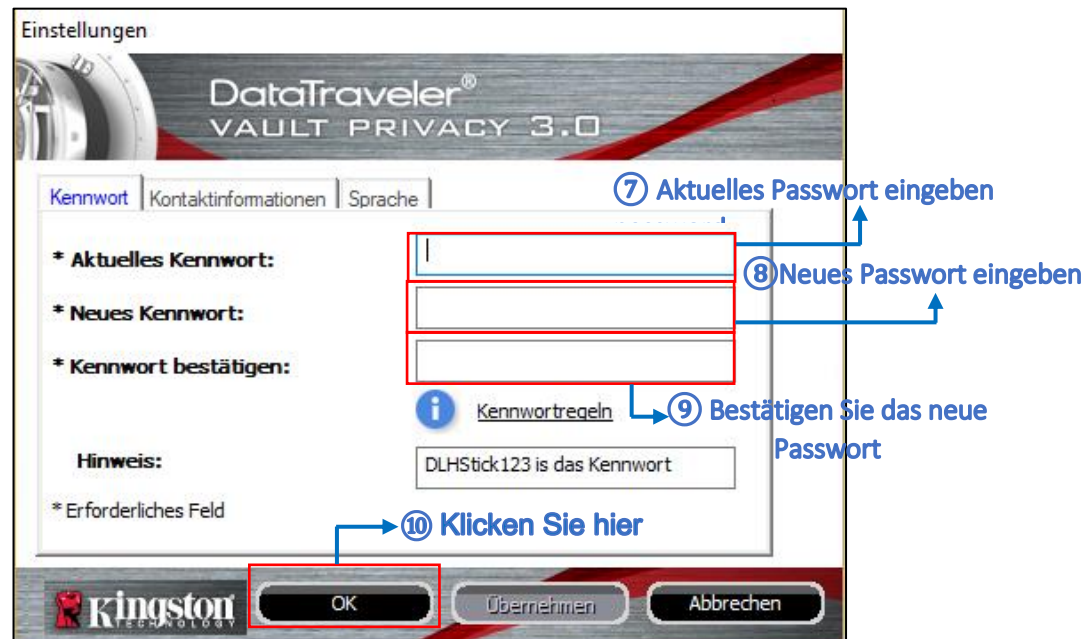 Einstellungen
DataTraveler®
VAULT PRIVACY 3.0
Kennwort Kontaktinformationen Sprache
⑦ Aktuelles Passwort eingeben
* Aktuelles Kennwort:
⑧Neues Passwort eingeben
* Neues Kennwort:
* Kennwort bestätigen:
Kennwortregeln
⑨ Bestätigen Sie das neue
Passwort
Hinweis:
DLHStick123 is das Kennwort
* Erforderliches Feld
⑩ Klicken Sie hier
Kingston
TECHNOLOGY
OK Übernehmen Abbrechen